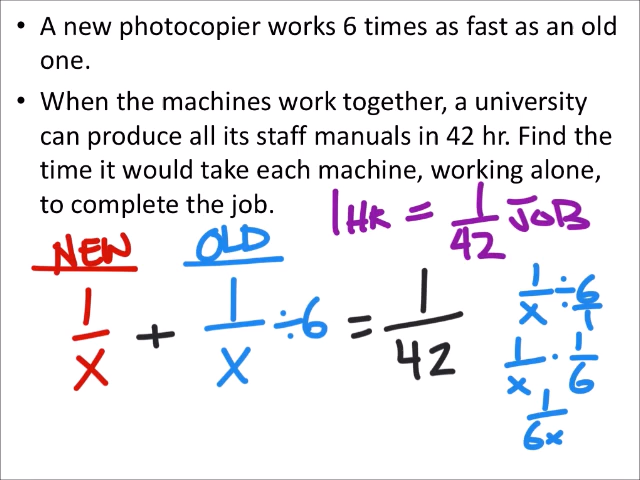 • A new photocopier works 6 times as fast as an old
one.
• When the machines work together, a university
can produce all its staff manuals in 42 hr. Find the
time it would take each machine, working alone,
to complete the job.
1 HR = 1/42 JOB
NEW OLD
1/x + 1/x ÷6 = 1/42
1/x ÷ 6/1
1/x · 1/6
1/6x